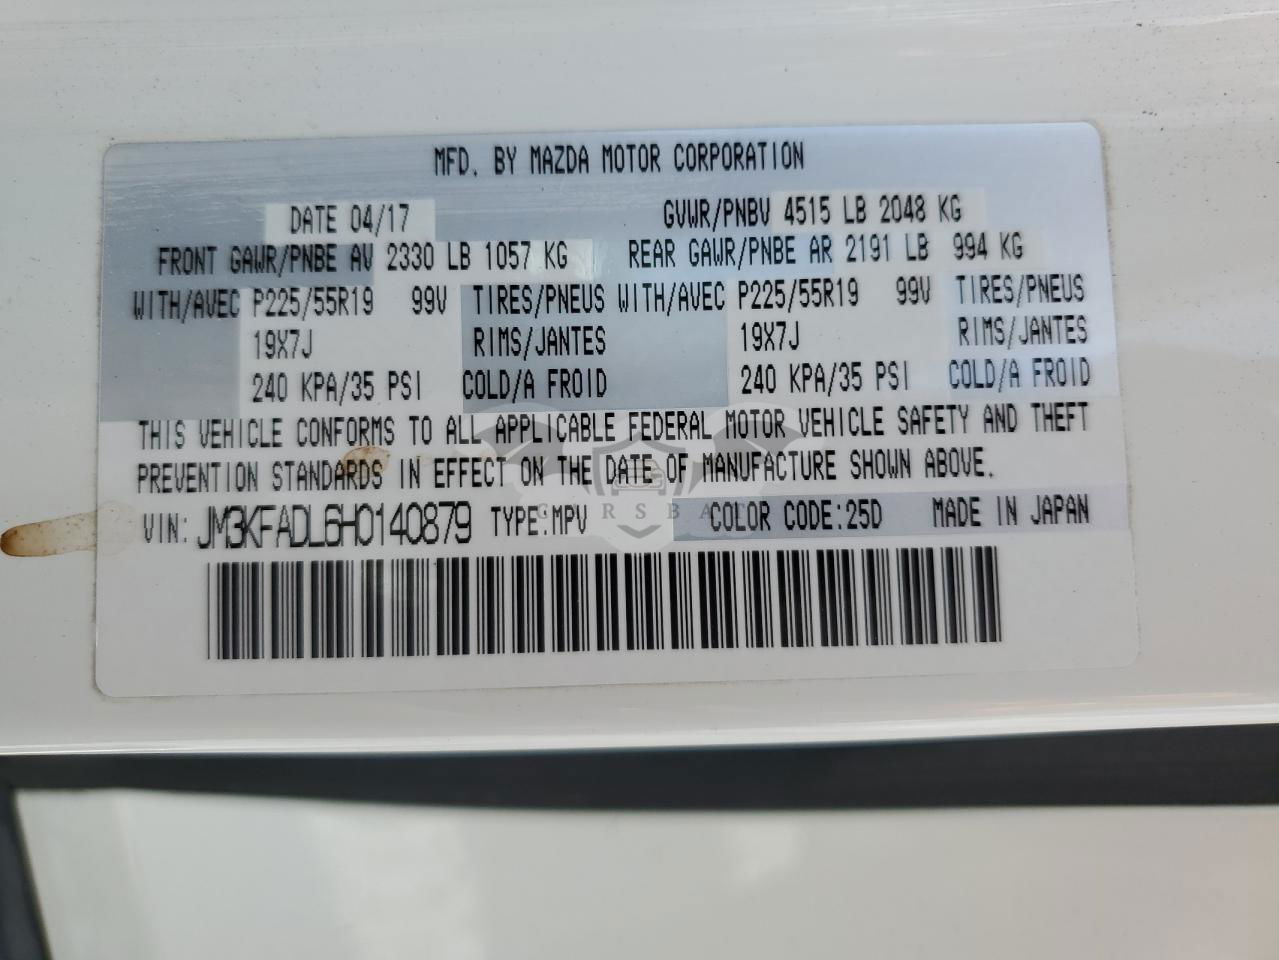 MFD. BY MAZDA MOTOR CORPORATION
DATE 04/17 GVWR/PNBV 4515 LB 2048 KG
FRONT GAWR/PNBE AV 2330 LB 1057 KG REAR GAWR/PNBE AR 2191 LB 994 KG
WITH/AVEC P225/55R19 99V TIRES/PNEUS WITH/AVEC P225/55R19 99V TIRES/PNEUS
19X7J RIMS/JANTES 19X7J RIMS/JANTES
240 KPA/35 PSI COLD/A FROID 240 KPA/35 PSI COLD/A FROID
THIS VEHICLE CONFORMS TO ALL APPLICABLE FEDERAL MOTOR VEHICLE SAFETY AND THEFT
PREVENTION STANDARDS IN EFFECT ON THE DATE OF MANUFACTURE SHOWN ABOVE.
VIN: JM3KFADL6H0140879 TYPE:MPV COLOR CODE:25D MADE IN JAPAN